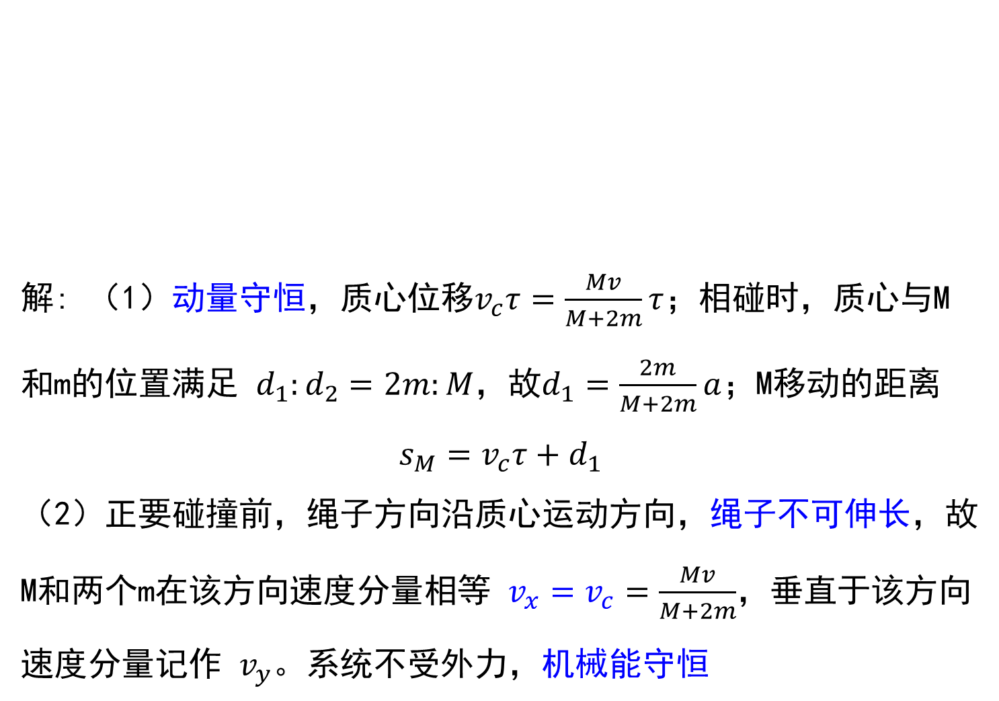 解: （1）动量守恒，质心位移$v_c\tau = \frac{Mv}{M+2m}\tau$；相碰时，质心与M
和m的位置满足 $d_1:d_2 = 2m:M$，故$d_1 = \frac{2m}{M+2m}a$；M移动的距离
$s_M = v_c\tau + d_1$
（2）正要碰撞前，绳子方向沿质心运动方向，绳子不可伸长，故
M和两个m在该方向速度分量相等 $v_x = v_c = \frac{Mv}{M+2m}$，垂直于该方向
速度分量记作 $v_y$。系统不受外力，机械能守恒